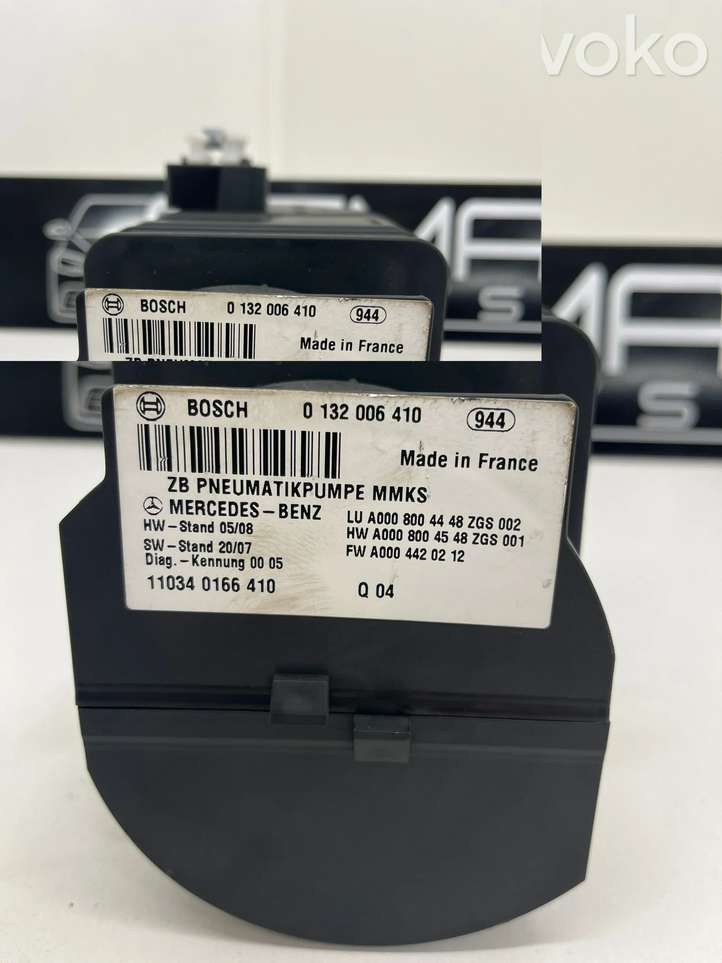 voko
BOSCH 0 132 006 410 944
Made in France
BOSCH 0 132 006 410 944
Made in France
ZB PNEUMATIKPUMPE MMKS
MERCEDES-BENZ
LU A000 800 44 48 ZGS 002
HW-Stand 05/08
HW A000 800 45 48 ZGS 001
SW-Stand 20/07
FW A000 442 02 12
Diag.-Kennung 00 05
11034 0166 410 Q 04